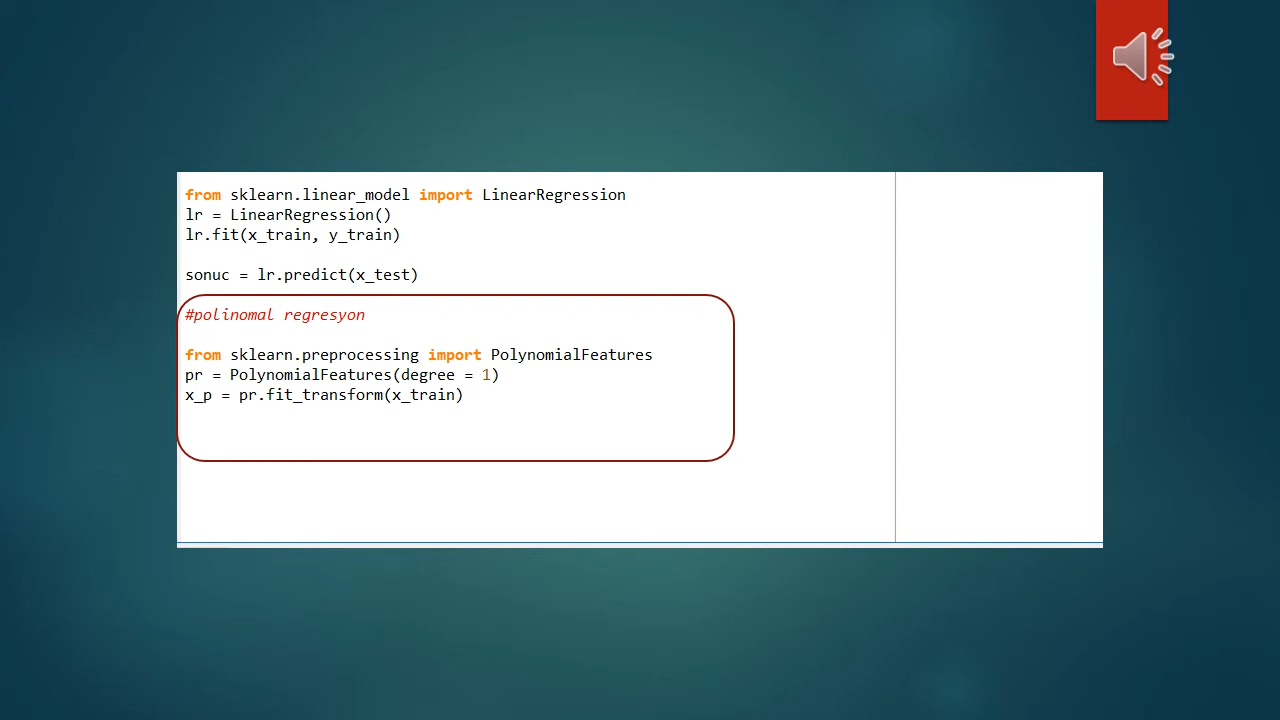 from sklearn.linear_model import LinearRegression
lr = LinearRegression()
lr.fit(x_train, y_train)
sonuc = lr.predict(x_test)
#polinomal regresyon
from sklearn.preprocessing import PolynomialFeatures
pr = PolynomialFeatures(degree = 1)
x_p = pr.fit_transform(x_train)